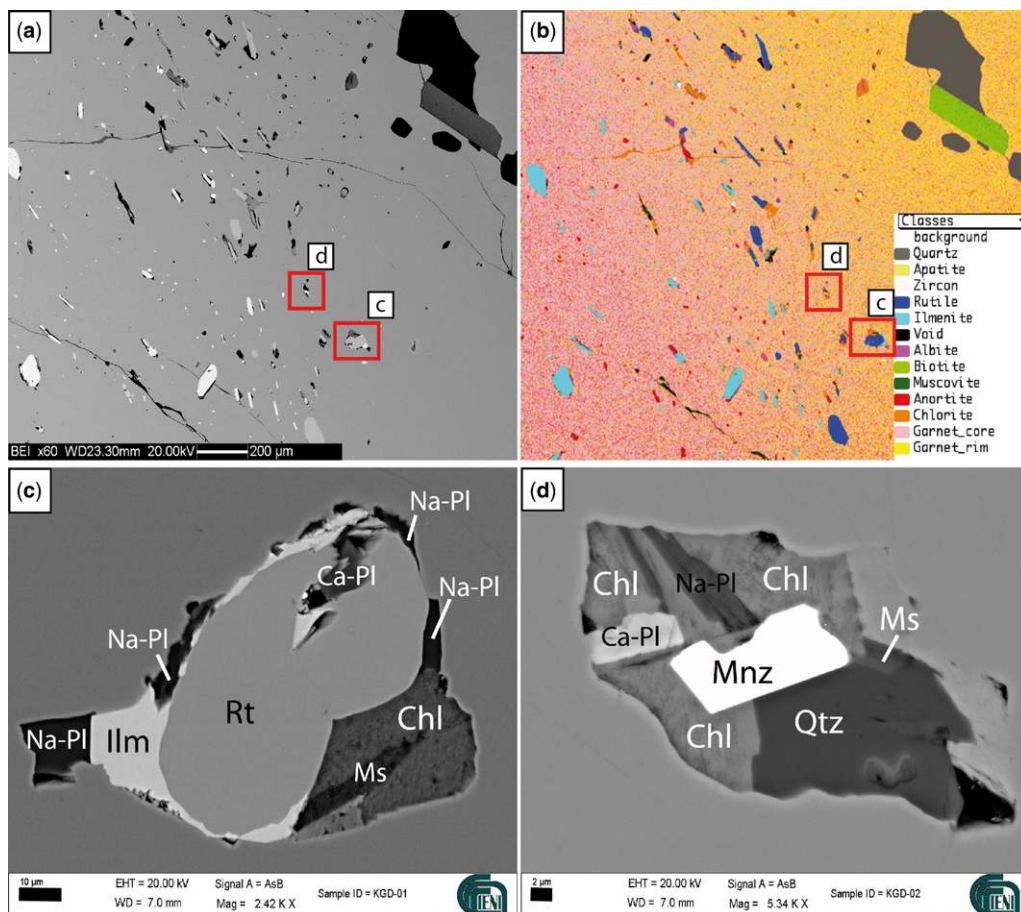 (a)
d
c
BEI x60 WD23.30mm 20.00kV 200 µm
(b)
d
c
Classes
background
Quartz
Apatite
Zircon
Rutile
Ilmenite
Void
Albite
Biotite
Muscovite
Anortite
Chlorite
Garnet_core
Garnet_rim
(c)
Na-Pl
Ca-Pl
Na-Pl
Na-Pl
Rt
Chl
Na-Pl
Ilm
Ms
10 µm
EHT = 20.00 kV
Signal A = AsB
WD = 7.0 mm
Mag = 2.42 K X
Sample ID = KGD-01
IENI
(d)
Chl
Na-Pl
Chl
Ca-Pl
Ms
Mnz
Chl
Qtz
2 µm
EHT = 20.00 kV
Signal A = AsB
WD = 7.0 mm
Mag = 5.34 K X
Sample ID = KGD-02
IENI